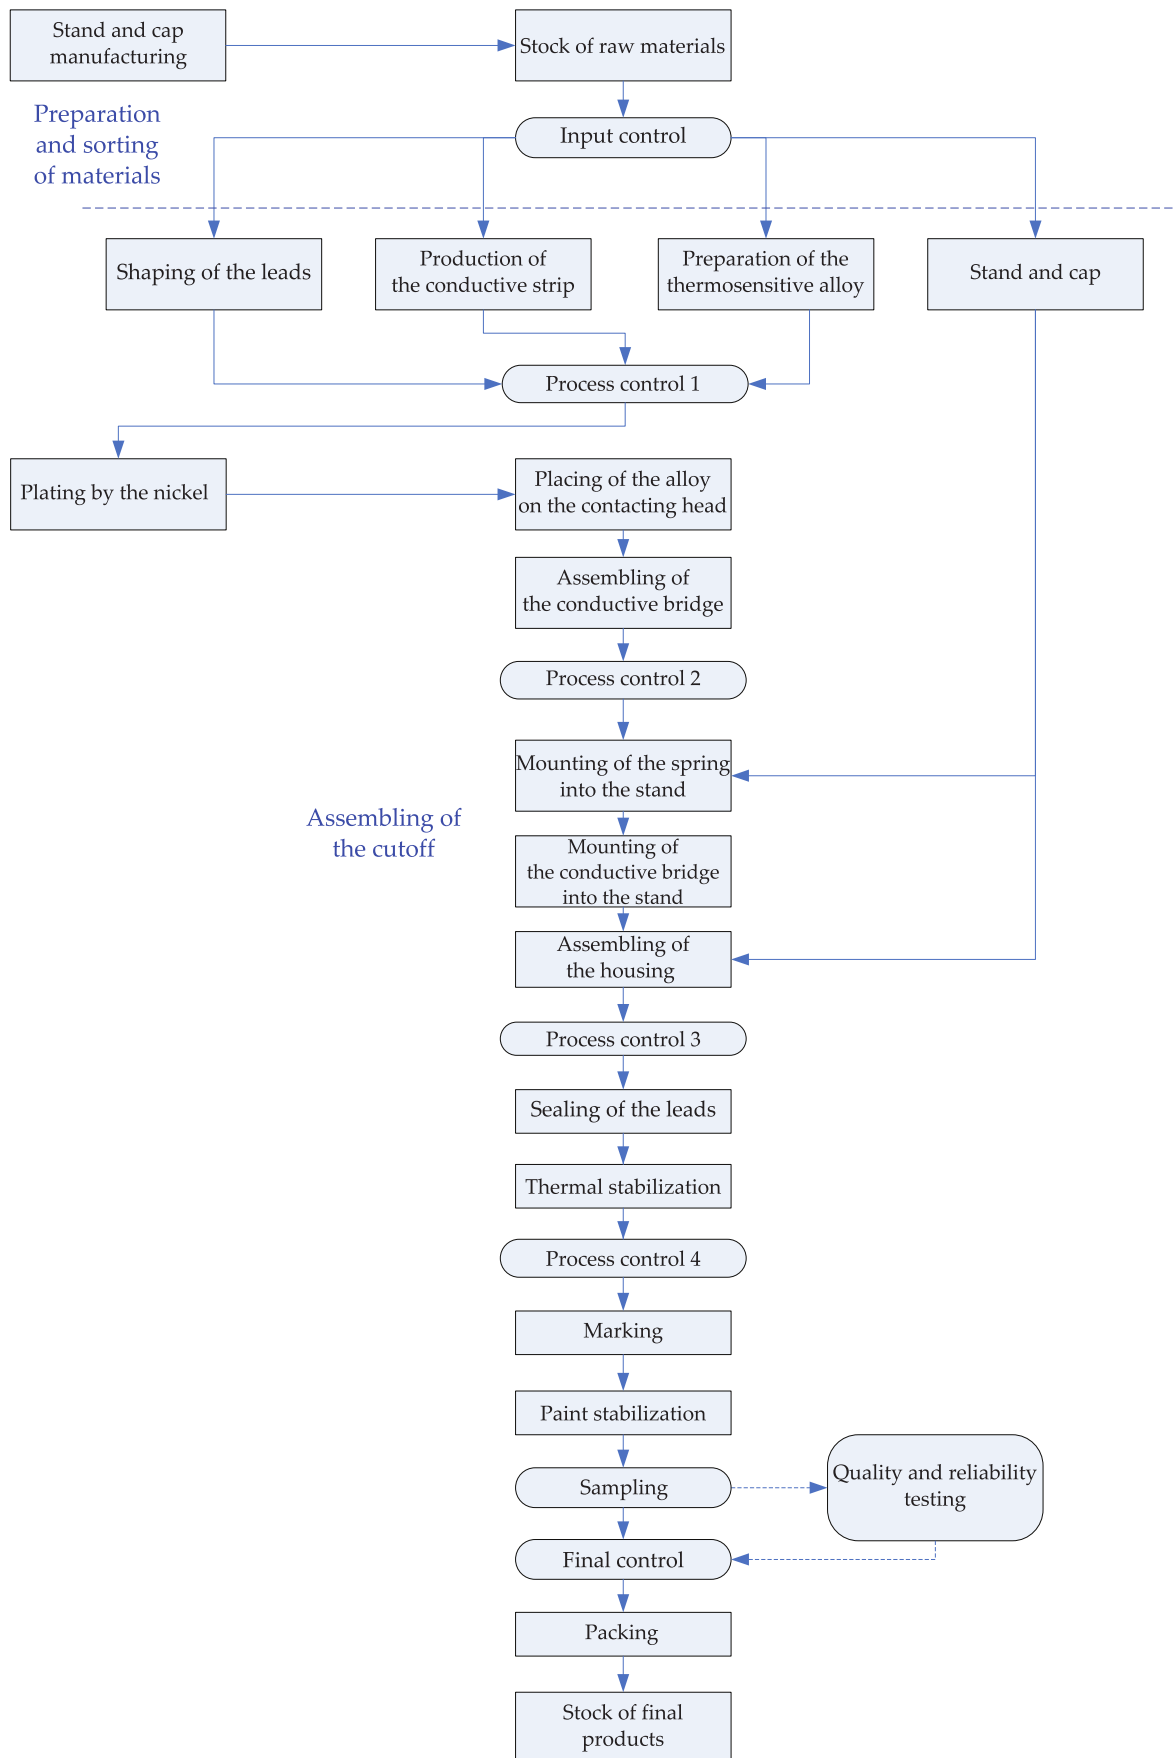 Stand and cap
manufacturing
Stock of raw materials
Preparation
and sorting
of materials
Input control
Shaping of the leads
Production of
the conductive strip
Preparation of the
thermosensitive alloy
Stand and cap
Process control 1
Plating by the nickel
Placing of the alloy
on the contacting head
Assembling of
the conductive bridge
Process control 2
Mounting of the spring
into the stand
Assembling of
the cutoff
Mounting of
the conductive bridge
into the stand
Assembling of
the housing
Process control 3
Sealing of the leads
Thermal stabilization
Process control 4
Marking
Paint stabilization
Sampling
Quality and reliability
testing
Final control
Packing
Stock of final
products